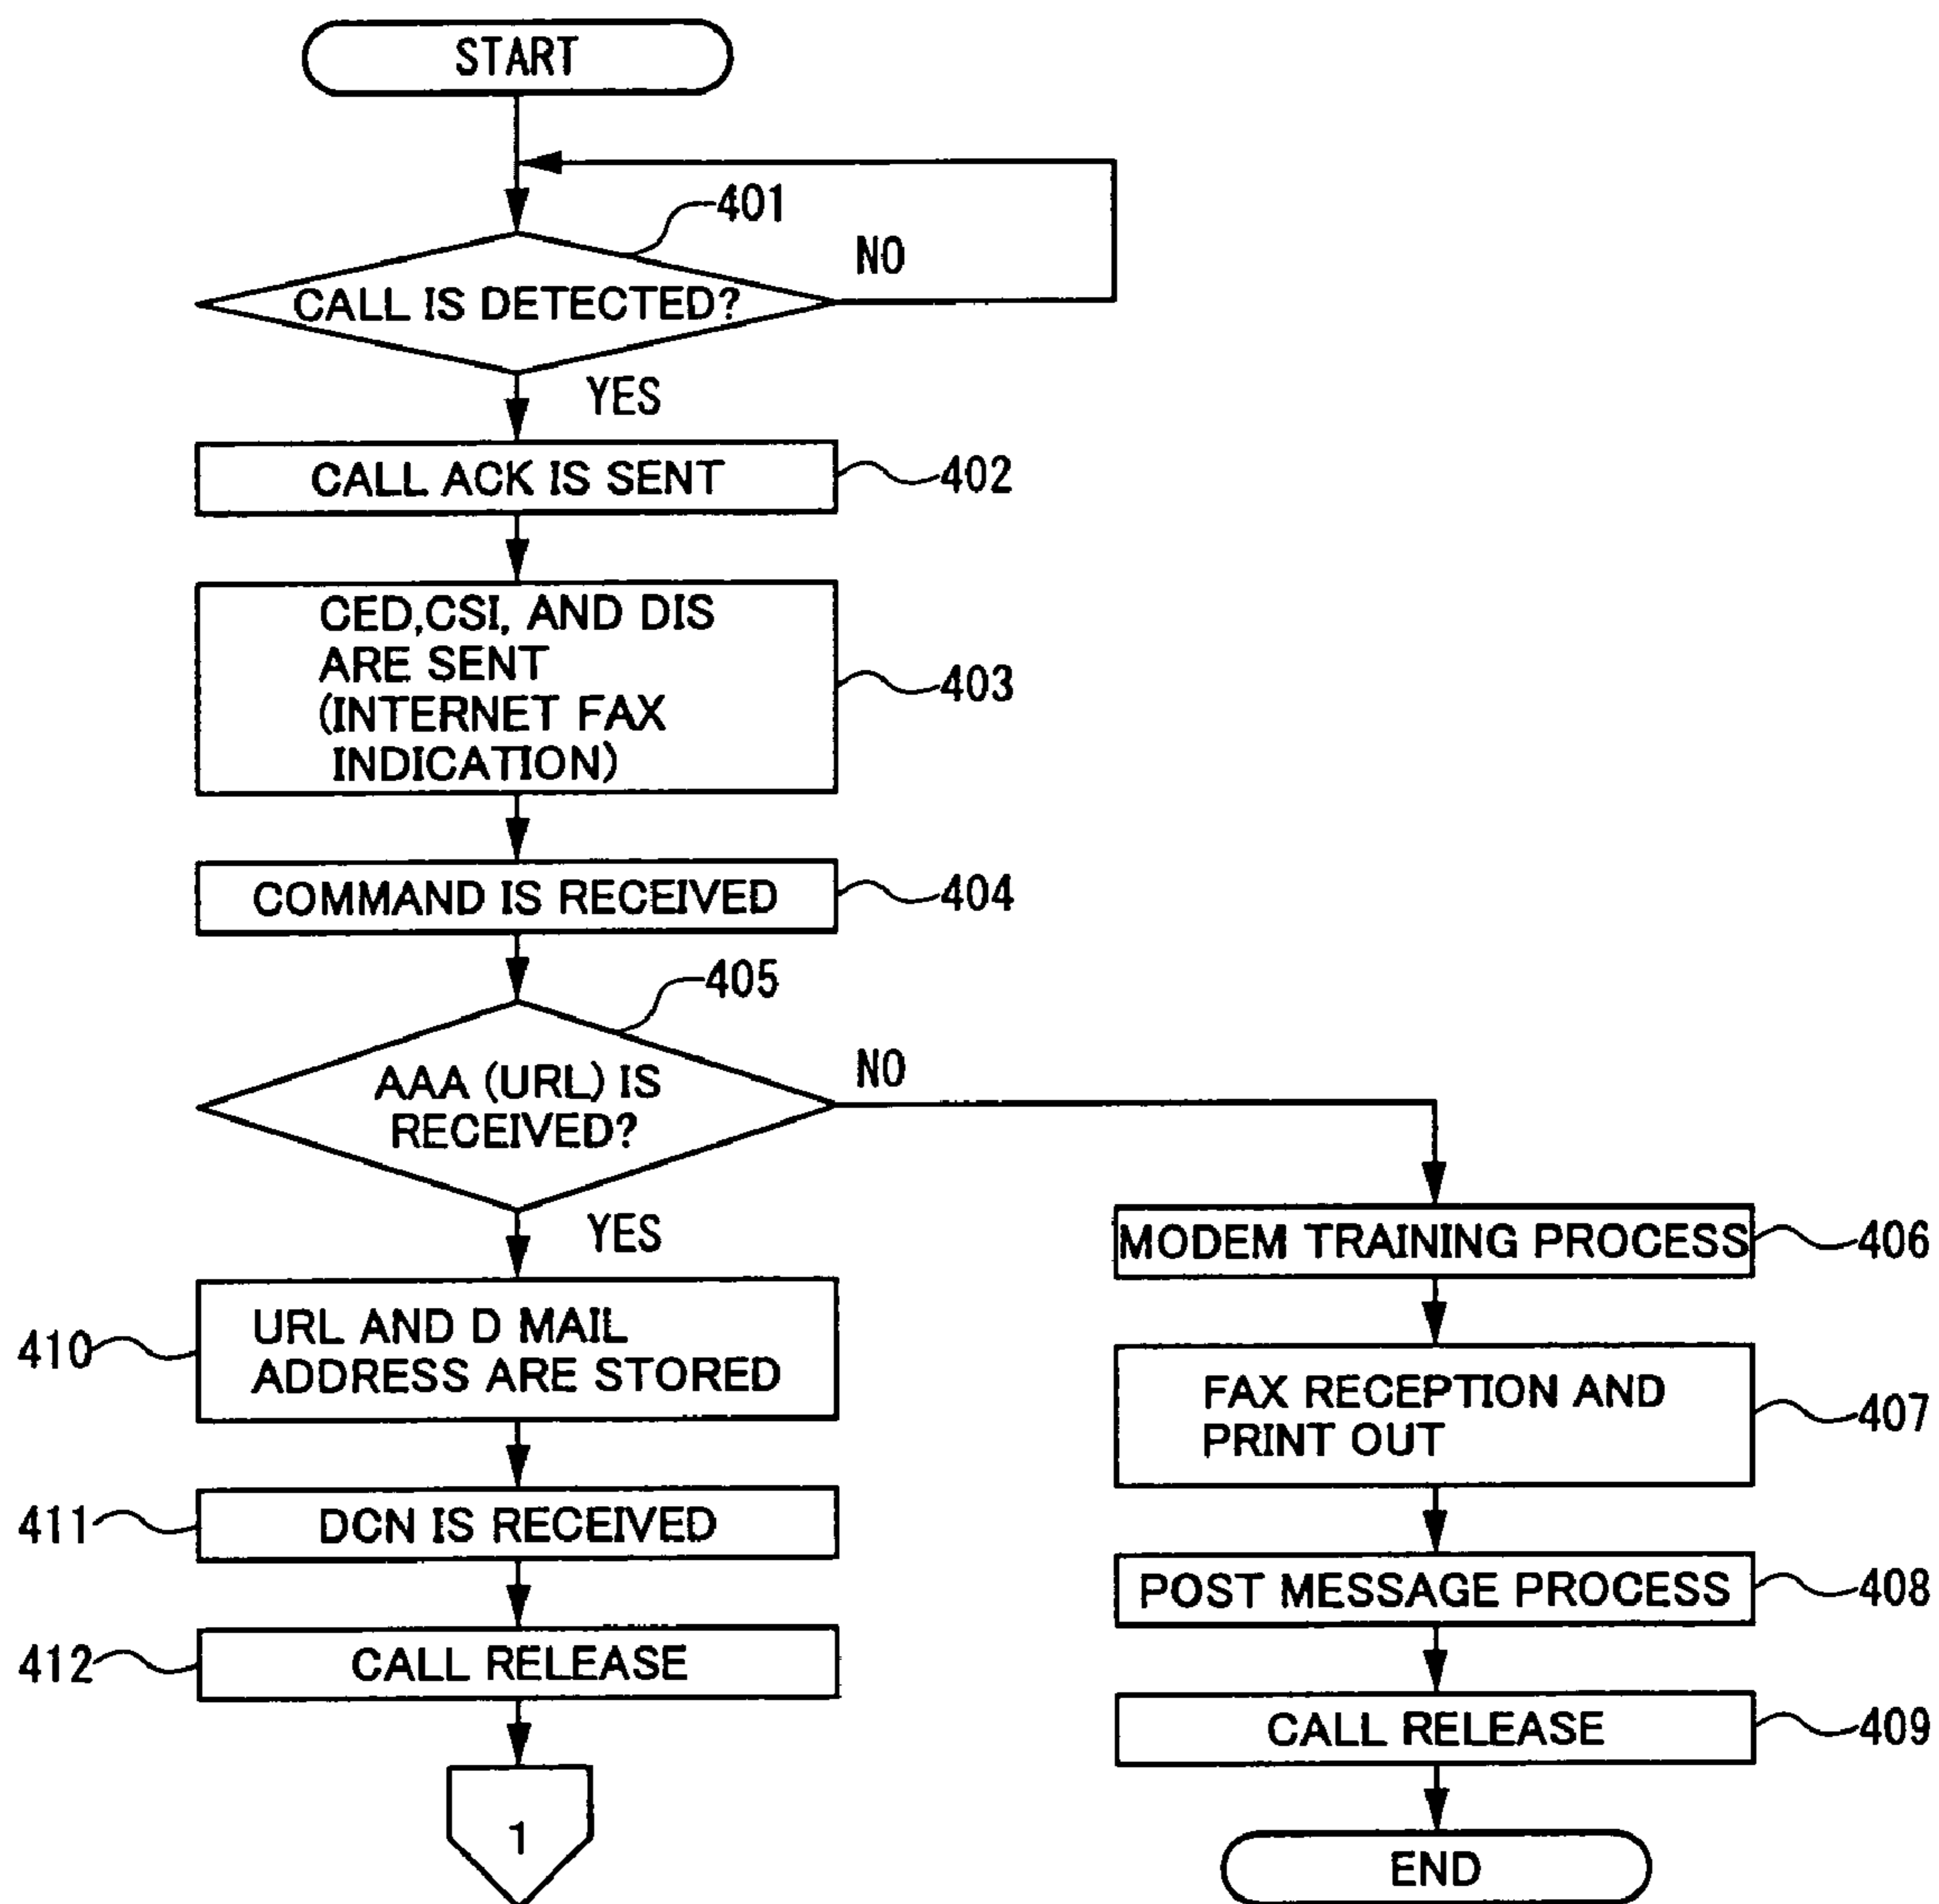 START
401
NO
CALL IS DETECTED?
YES
CALL ACK IS SENT
402
CED,CSI, AND DIS
ARE SENT
(INTERNET FAX
INDICATION)
403
COMMAND IS RECEIVED
404
405
AAA (URL) IS
RECEIVED?
NO
YES
410
URL AND D MAIL
ADDRESS ARE STORED
411
DCN IS RECEIVED
412
CALL RELEASE
1
MODEM TRAINING PROCESS
406
FAX RECEPTION AND
PRINT OUT
407
POST MESSAGE PROCESS
408
CALL RELEASE
409
END